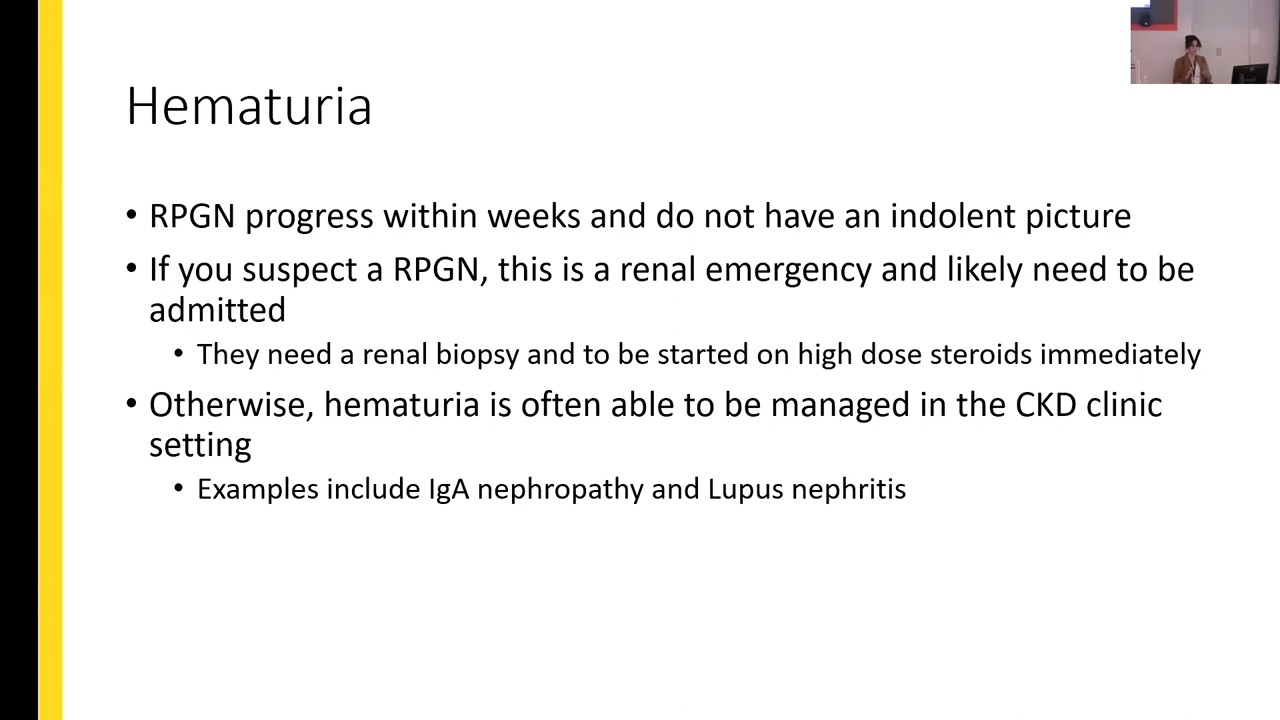 Hematuria
• RPGN progress within weeks and do not have an indolent picture
• If you suspect a RPGN, this is a renal emergency and likely need to be
admitted
• They need a renal biopsy and to be started on high dose steroids immediately
• Otherwise, hematuria is often able to be managed in the CKD clinic
setting
• Examples include IgA nephropathy and Lupus nephritis